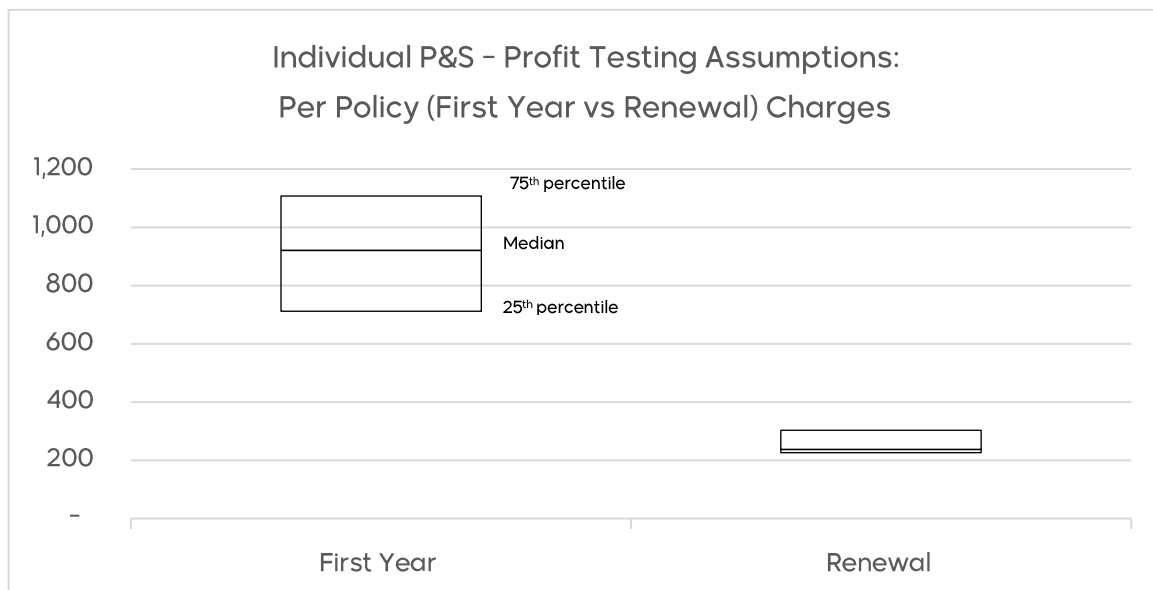 Individual P&S - Profit Testing Assumptions:
Per Policy (First Year vs Renewal) Charges
1,200
75th percentile
1,000
Median
800
25th percentile
600
400
200
-
First Year
Renewal